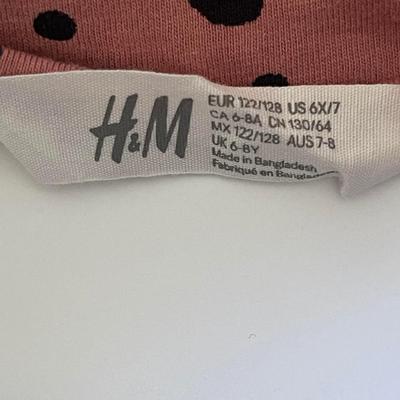 H&M
EUR 122/128 US 6X/7
CA 6-8A CN 130/64
MX 122/128 AUS 7-8
UK 6-8Y
Made in Bangladesh
Fabriqué en